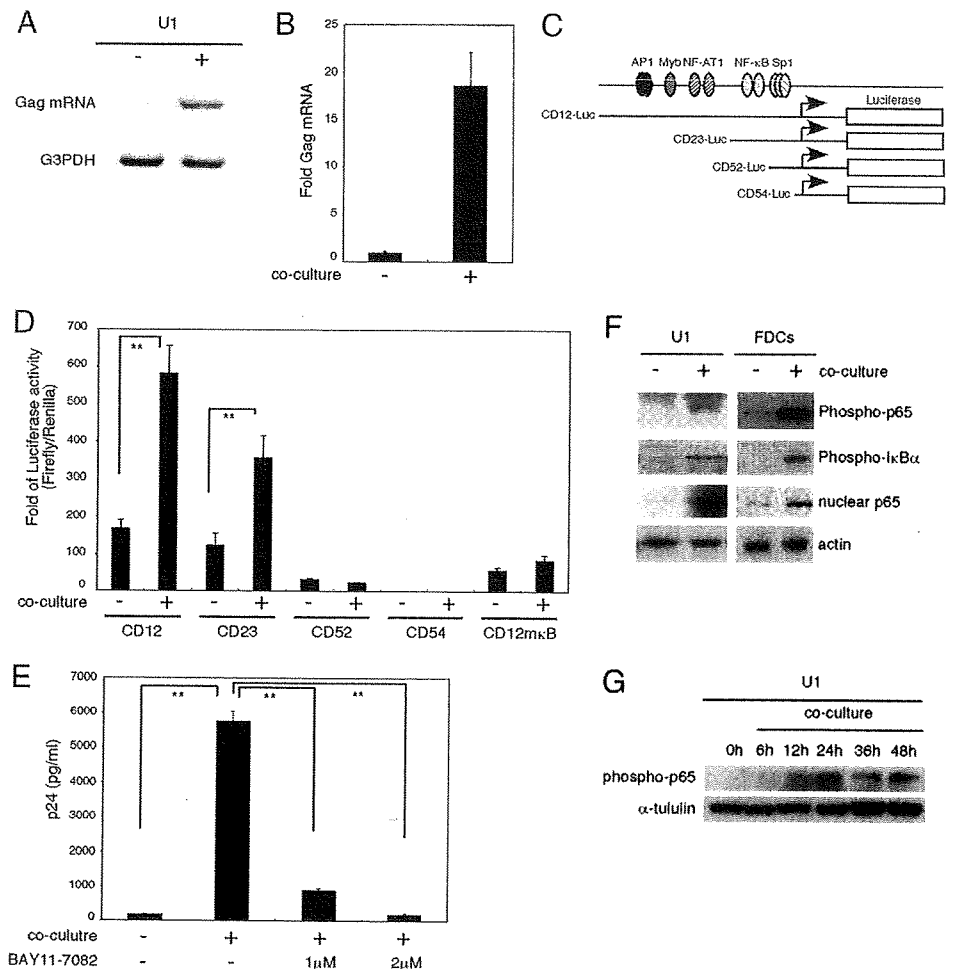 A
U1
- +
Gag mRNA
G3PDH
B
25
20
15
10
5
0
Fold Gag mRNA
co-culture - +
C
AP1 Myb NF-AT1 NF-κB Sp1
Luciferase
CD12-Luc
CD23-Luc
CD52-Luc
CD54-Luc
D
700
600
400
300
200
100
0
Fold of Luciferase activity
(Firefly/Renilla)
**
**
co-culture - + - + - + - + - +
CD12 CD23 CD52 CD54 CD12mκB
E
7000
6000
5000
4000
3000
2000
1000
0
p24 (pg/ml)
** ** **
co-culutre - + + +
BAY11-7082 - - 1μM 2μM
F
U1 FDCs
- + - + co-culture
Phospho-p65
Phospho-IκBα
nuclear p65
actin
G
U1
co-culture
0h 6h 12h 24h 36h 48h
phospho-p65
α-tululin